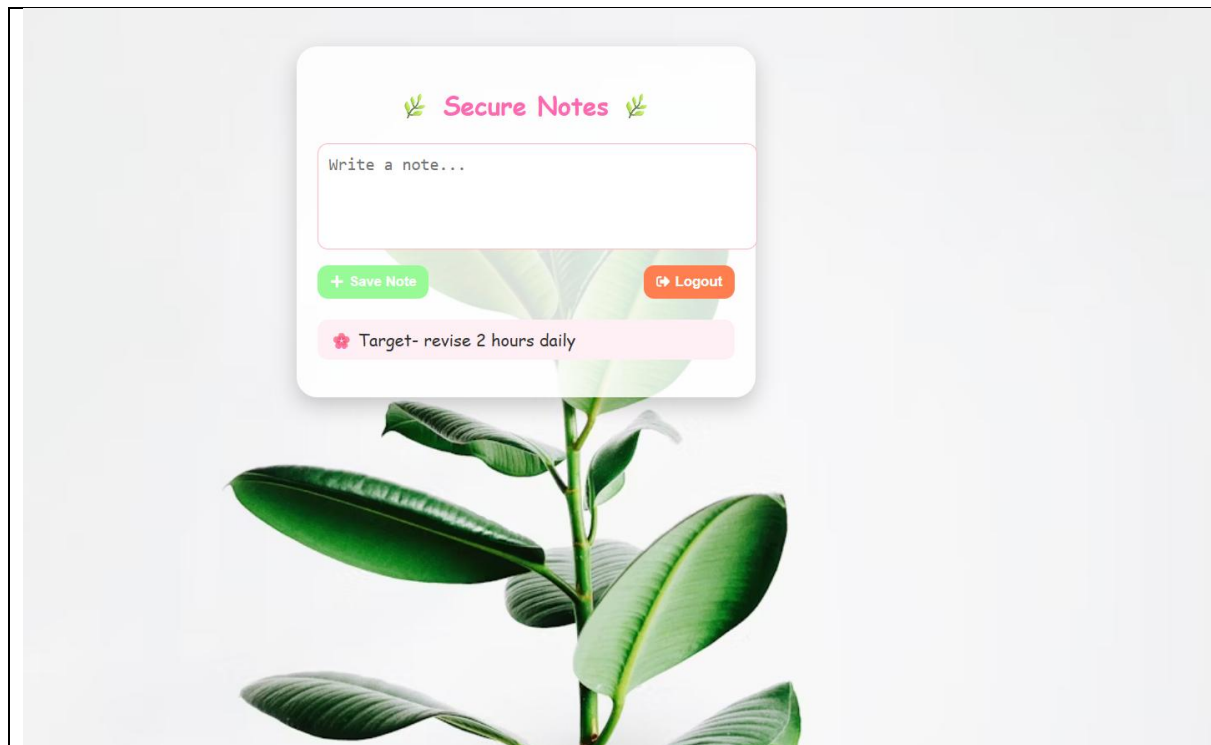 🌿 Secure Notes 🌿
Write a note...
+ Save Note
Logout
🌸 Target- revise 2 hours daily